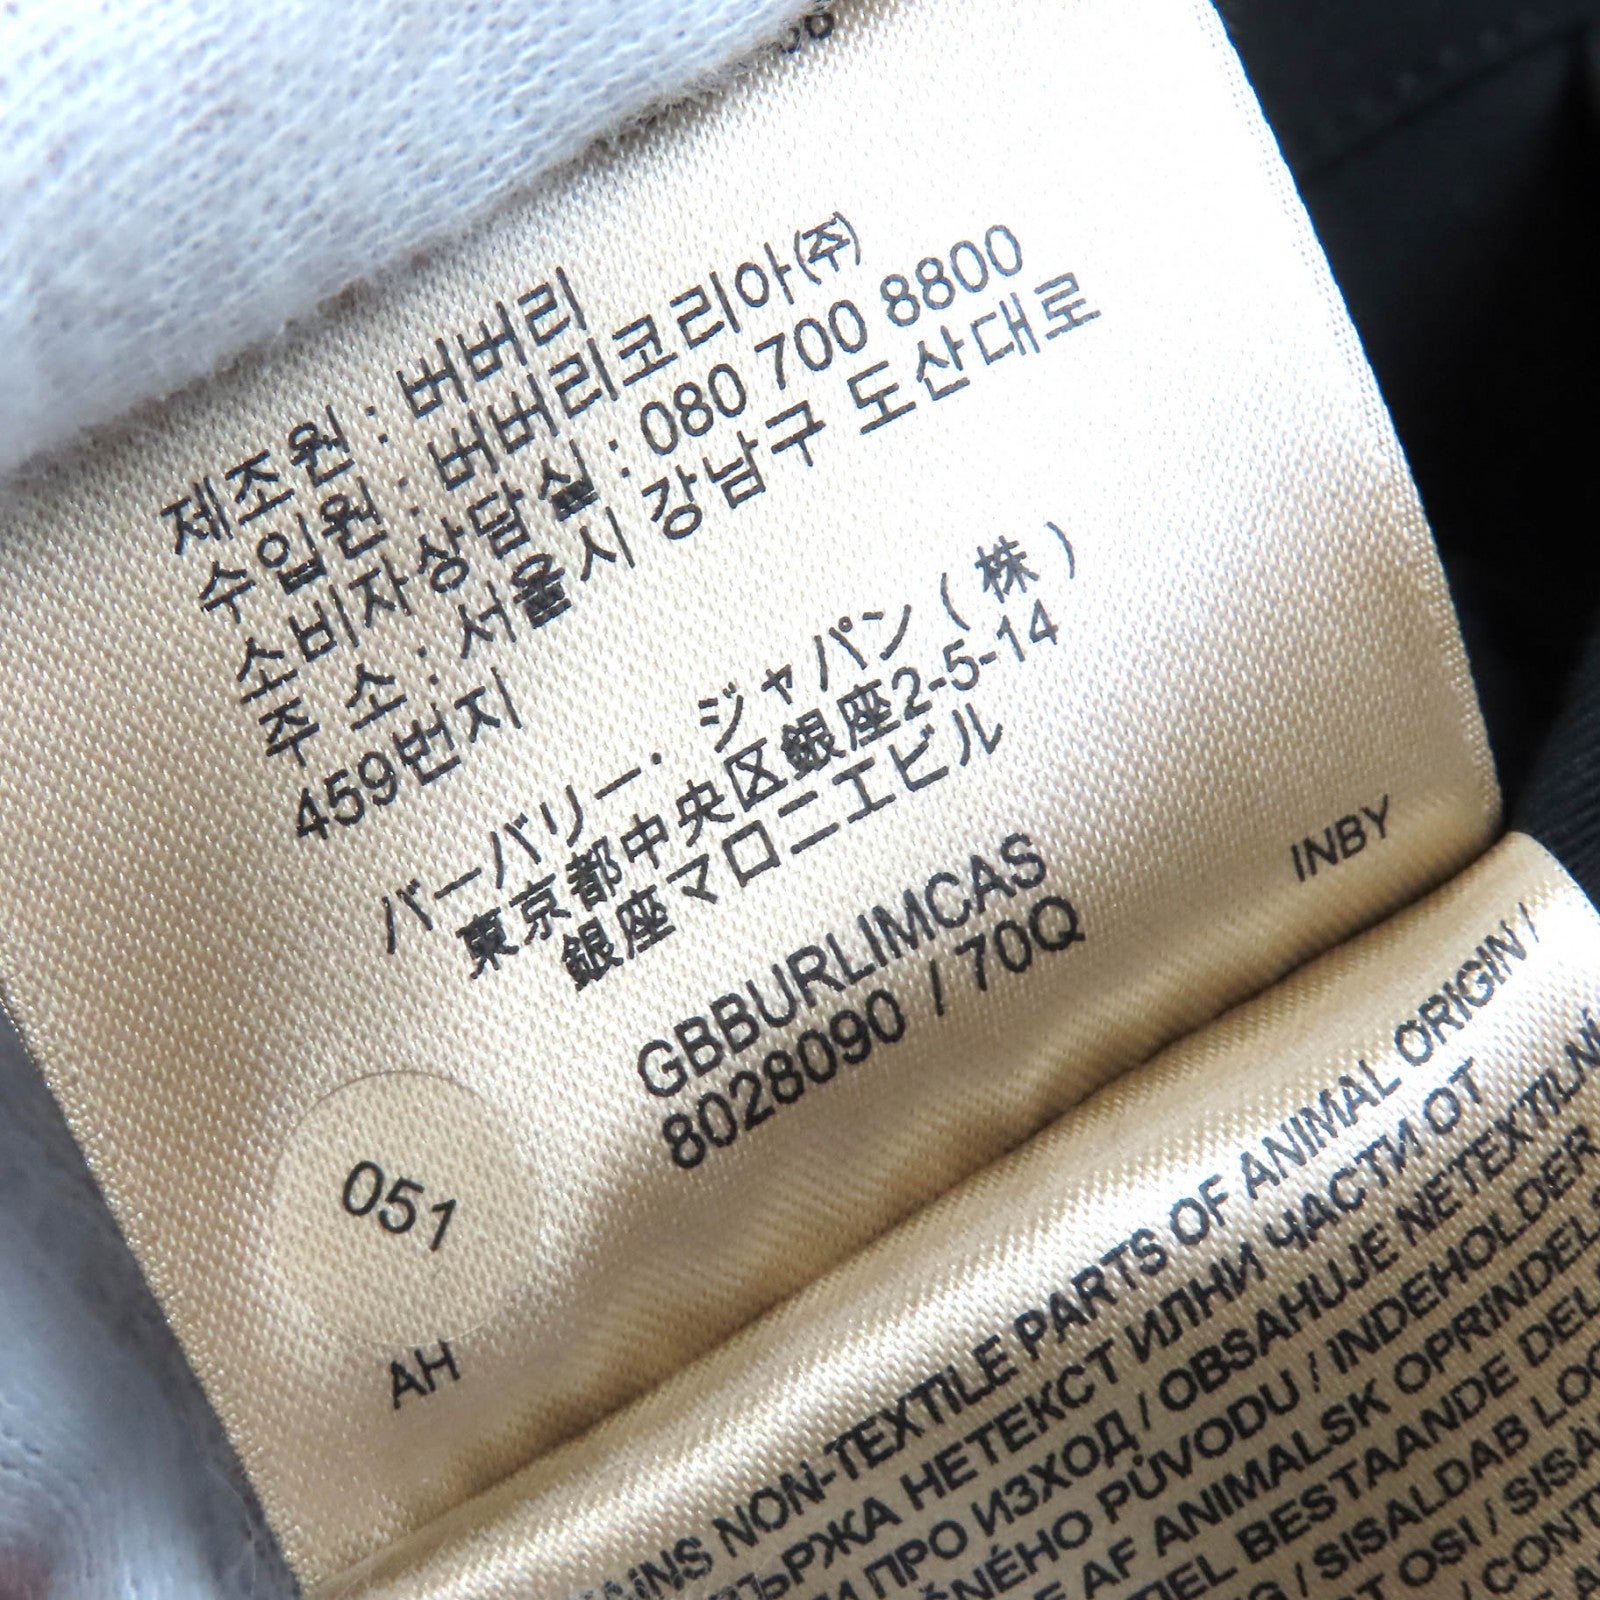 제조원 : 버버리
수입원 : 버버리코리아(주)
소비자상담실 : 080 700 8800
주 소 : 서울시 강남구 도산대로
459번지
バーバリー・ジャパン ( 株 )
東京都中央区銀座2-5-14
銀座マロニエビル
INBY
GBBURLIMCAS
8028090 / 70Q
051
AH
NON-TEXTILE PARTS OF ANIMAL ORIGIN /
НЕТЕКСТ ИЛНИ ЧАСТИ ОТ
ПРО ИЗХОД / OBSAHUJE NETEXTILNÍ
PŮVODU / INDEHOLDER
AF ANIMALSK OPRINDELSE
BESTAANDE DEL
/ SISALDAB
OSI /